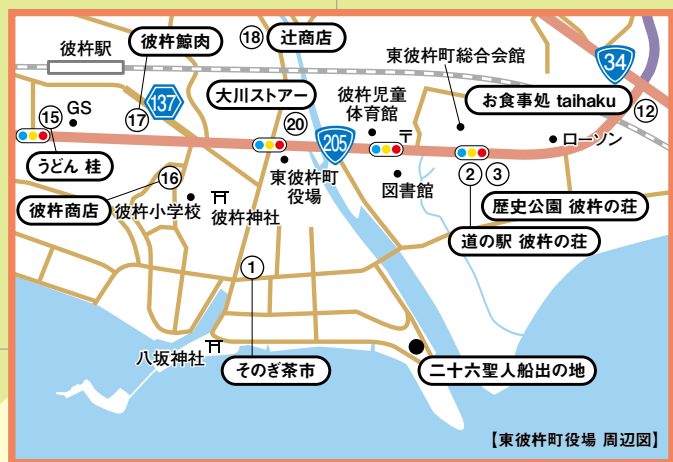 彼杵駅
彼杵鯨肉
⑱
辻商店
東彼杵町総合会館
34
⑮
GS
⑰
137
大川ストアー
⑳
205
彼杵児童
体育館
〒
お食事処 taihaku
⑫
ローソン
うどん 桂
彼杵商店
⑯
彼杵小学校
彼杵神社
東彼杵町
役場
図書館
②
③
歴史公園 彼杵の荘
道の駅 彼杵の荘
①
八坂神社
そのぎ茶市
二十六聖人船出の地
【東彼杵町役場 周辺図】